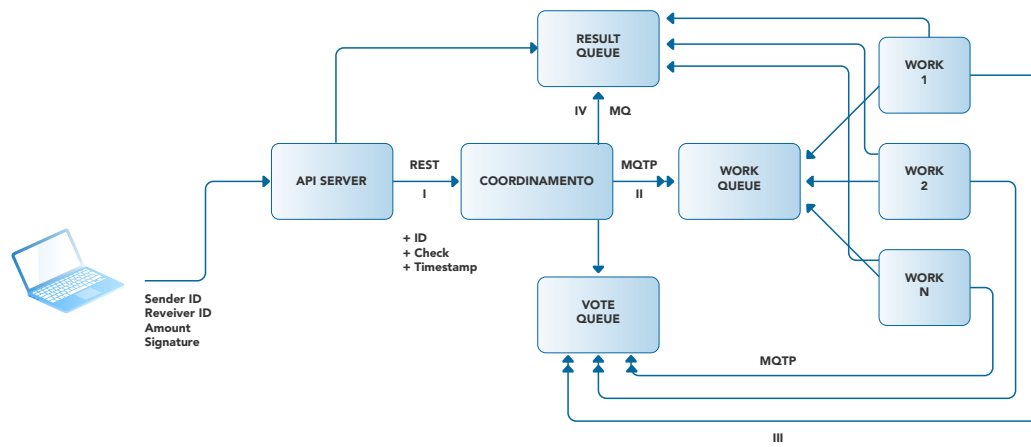 RESULT
QUEUE
WORK
1
IV
MQ
REST
I
API SERVER
COORDINAMENTO
MQTP
II
WORK
QUEUE
WORK
2
+ ID
+ Check
+ Timestamp
WORK
N
Sender ID
Reveiver ID
Amount
Signature
VOTE
QUEUE
MQTP
III